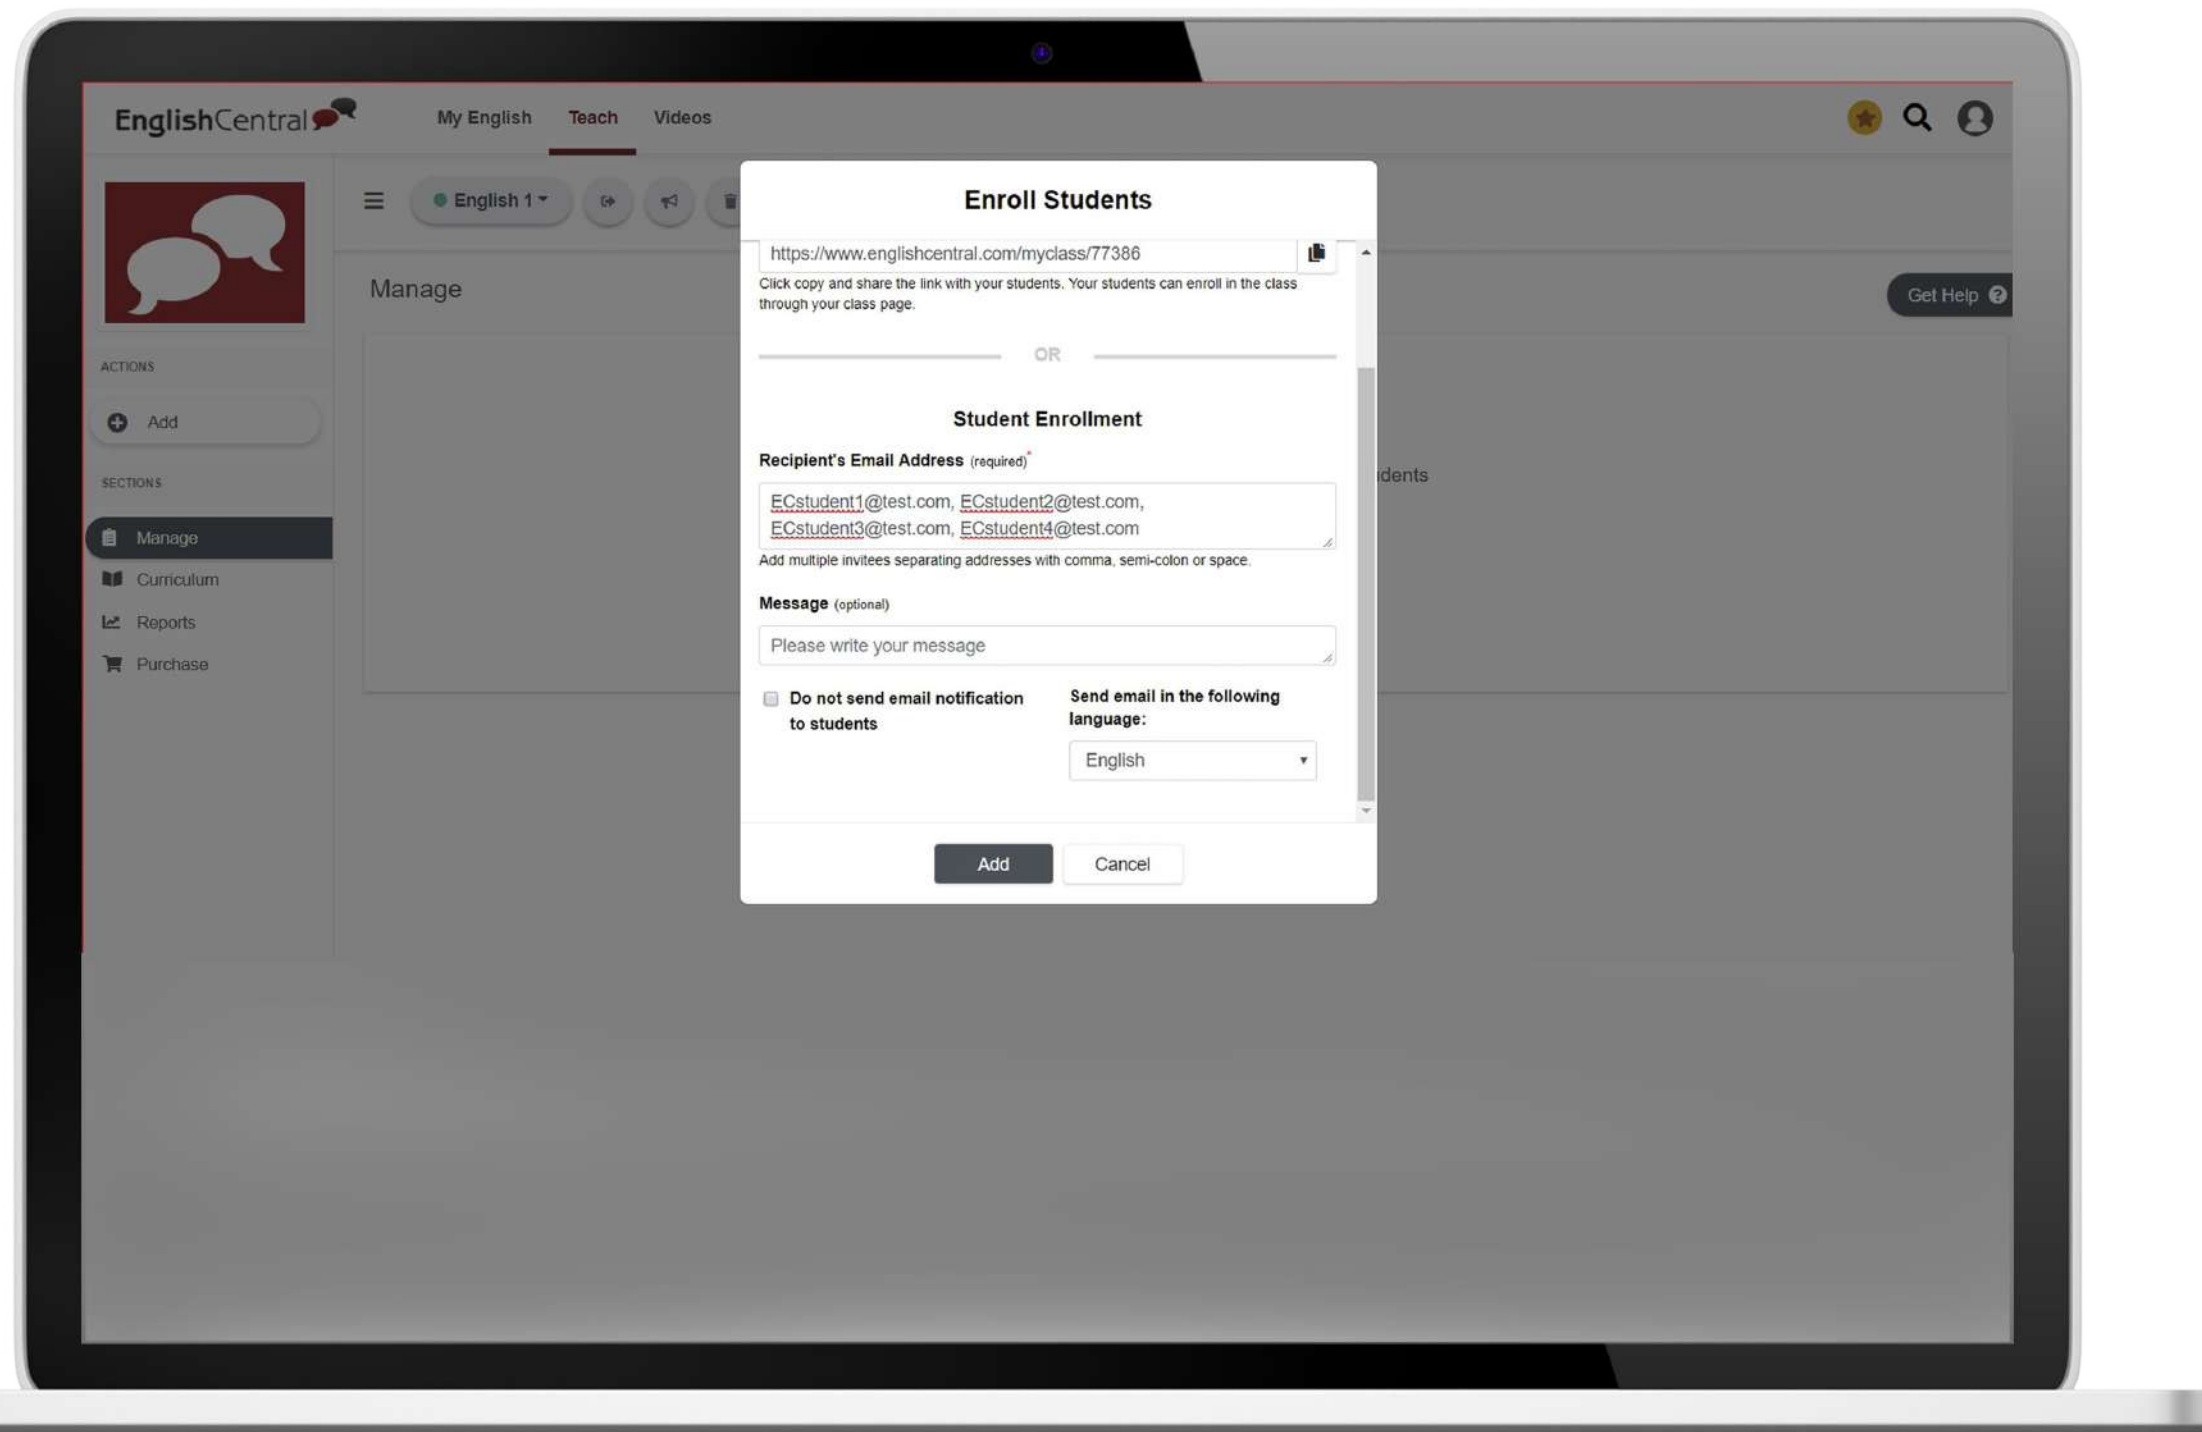 EnglishCentral
My English Teach Videos
English 1
Enroll Students
https://www.englishcentral.com/myclass/77386
Click copy and share the link with your students. Your students can enroll in the class
through your class page.
Manage
Get Help
OR
ACTIONS
Add
Student Enrollment
Recipient's Email Address (required)*
SECTIONS
dents
ECstudent1@test.com, ECstudent2@test.com,
ECstudent3@test.com, ECstudent4@test.com
Add multiple invitees separating addresses with comma, semi-colon or space.
Manage
Curriculum
Reports
Purchase
Message (optional)
Please write your message
Do not send email notification
to students
Send email in the following
language:
English
Add
Cancel